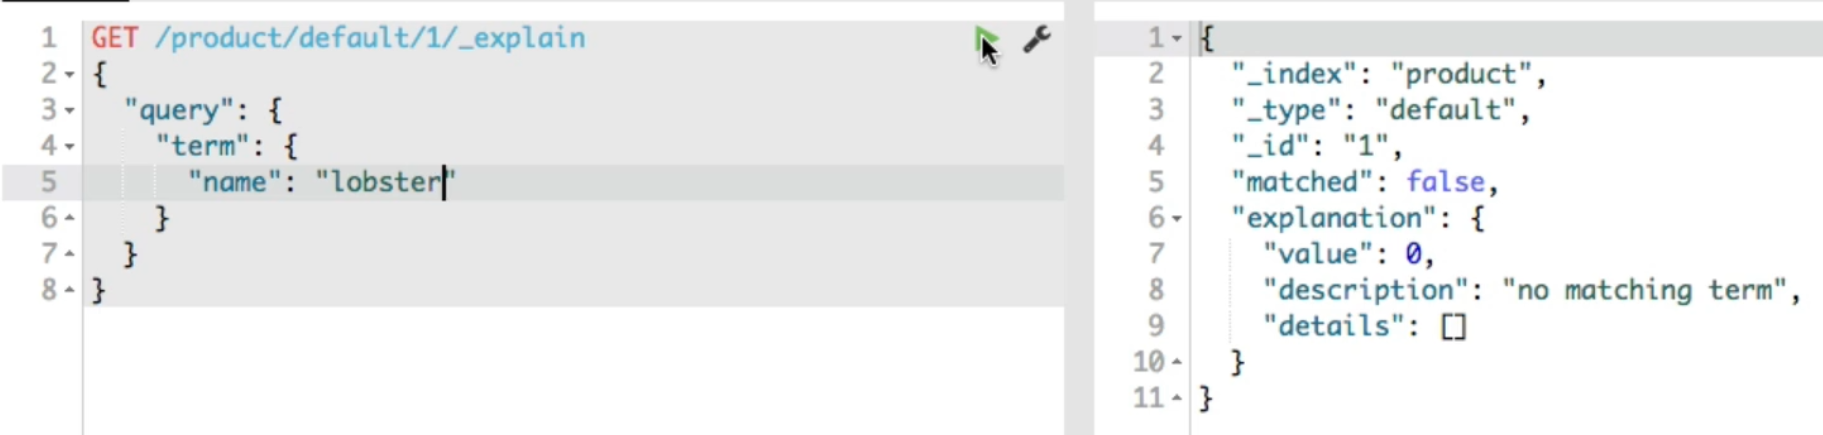 1 GET /product/default/1/_explain
2 {
3 "query": {
4 "term": {
5 "name": "lobster"
6 }
7 }
8 }
1 {
2 "_index": "product",
3 "_type": "default",
4 "_id": "1",
5 "matched": false,
6 "explanation": {
7 "value": 0,
8 "description": "no matching term",
9 "details": []
10 }
11 }